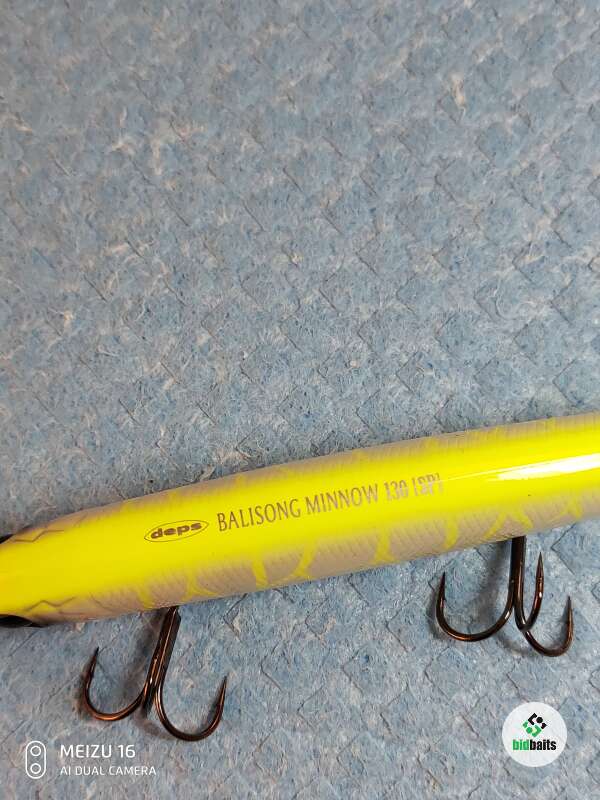 deps BALISONG MINNOW 130 [SP]
MEIZU 16
AI DUAL CAMERA
bidbaits